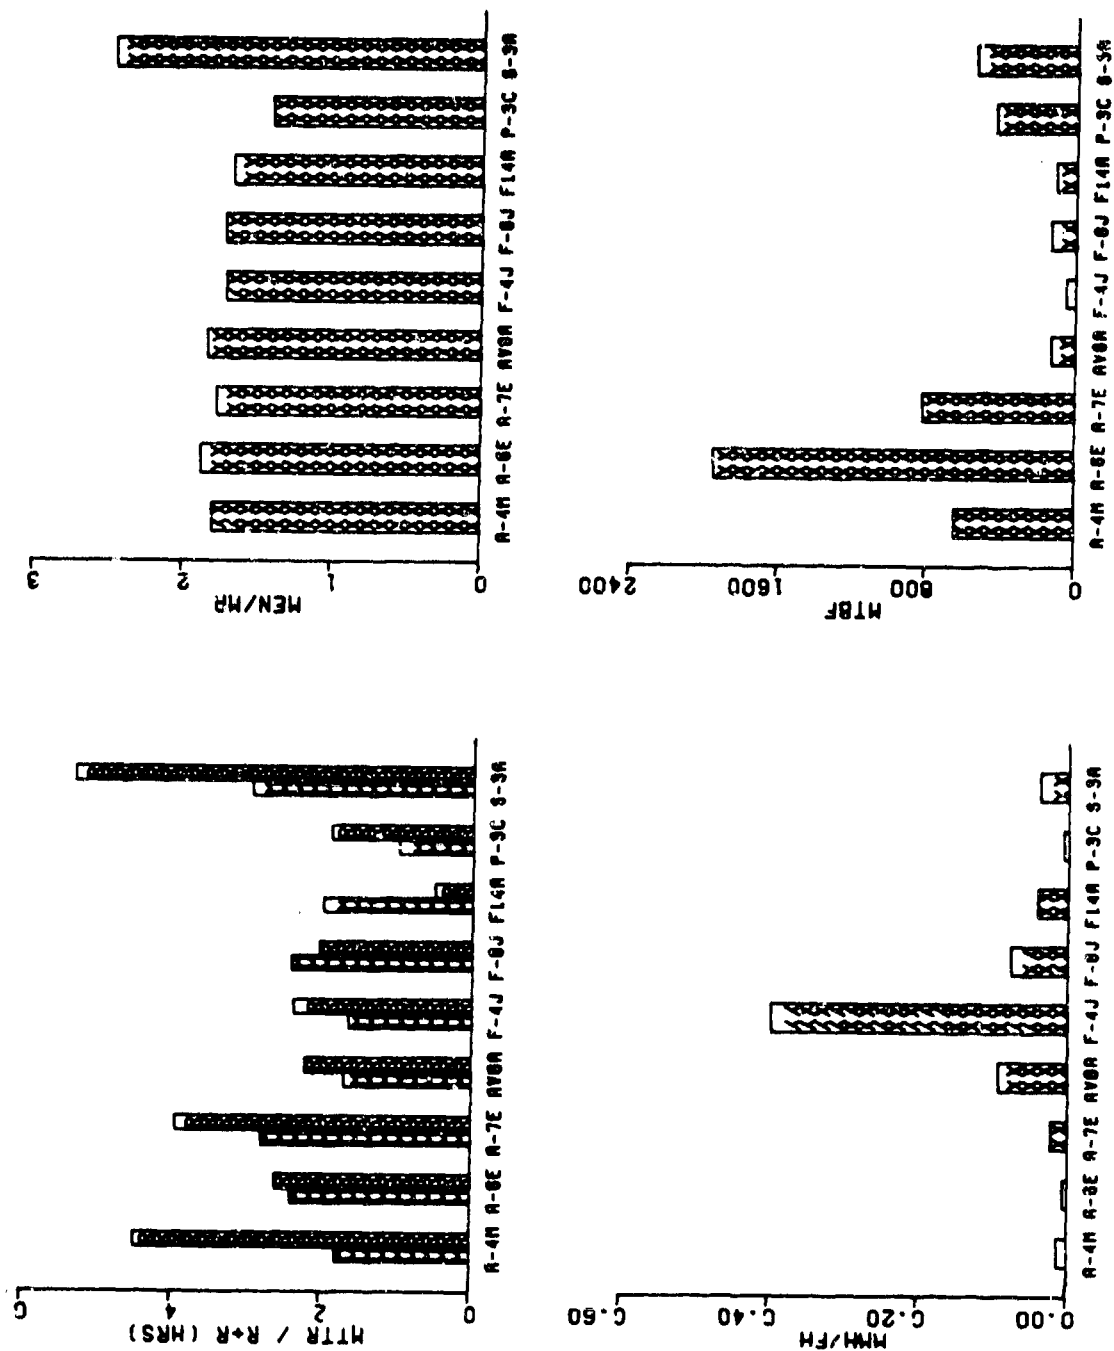 MEN/MA
3
2
1
0
A-4M A-6E A-7E AV8A F-4J F-8J F14A P-3C S-3A
MTBF
2400
1600
800
0
A-4M A-6E A-7E AV8A F-4J F-8J F14A P-3C S-3A
MTTR / R+R (HRS)
6
4
2
0
A-4M A-6E A-7E AV8A F-4J F-8J F14A P-3C S-3A
MMH/FH
0.60
0.40
0.20
0.00
A-4M A-6E A-7E AV8A F-4J F-8J F14A P-3C S-3A